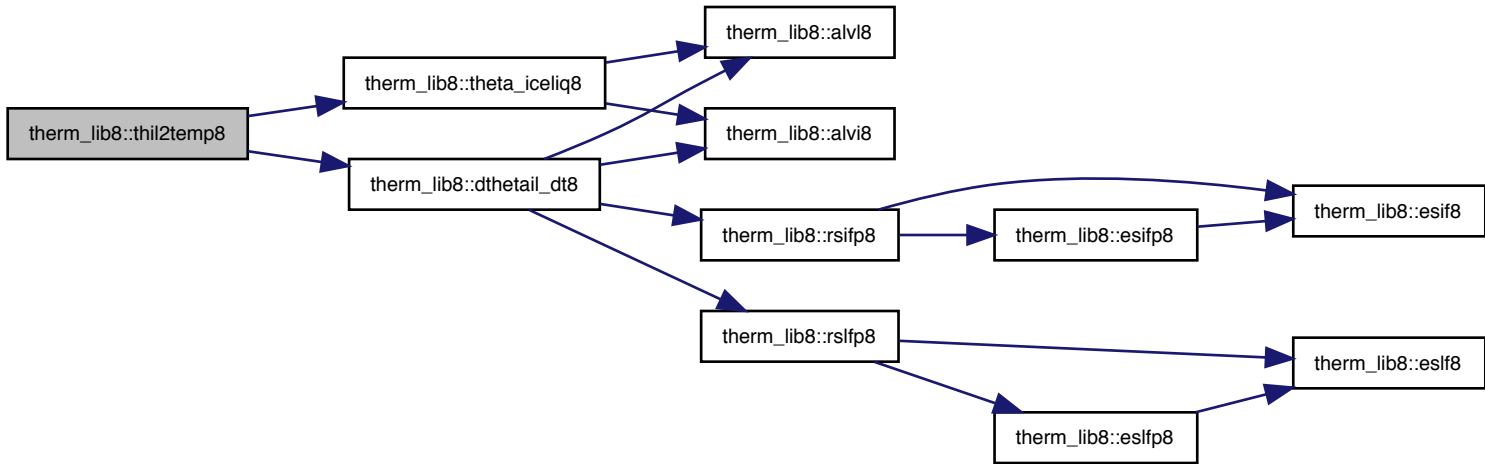 therm_lib8::alvl8
therm_lib8::theta_iceliq8
therm_lib8::thil2temp8
therm_lib8::alvi8
therm_lib8::dthetail_dt8
therm_lib8::esif8
therm_lib8::rsifp8
therm_lib8::esifp8
therm_lib8::rslfp8
therm_lib8::eslf8
therm_lib8::eslfp8